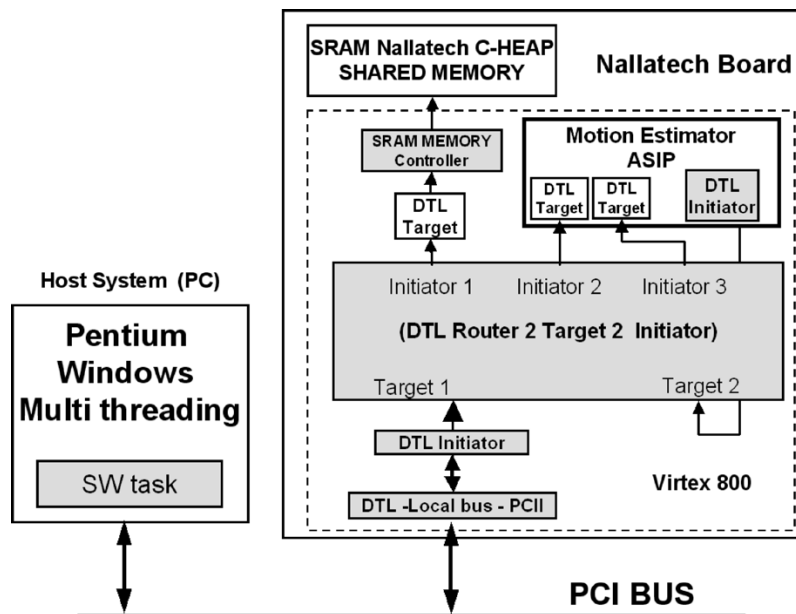 SRAM Nallatech C-HEAP
SHARED MEMORY
Nallatech Board
SRAM MEMORY
Controller
DTL
Target
Motion Estimator
ASIP
DTL
Target
DTL
Target
DTL
Initiator
Initiator 1
Initiator 2
Initiator 3
(DTL Router 2 Target 2 Initiator)
Target 1
Target 2
Host System (PC)
Pentium
Windows
Multi threading
SW task
DTL Initiator
DTL -Local bus - PCII
Virtex 800
PCI BUS